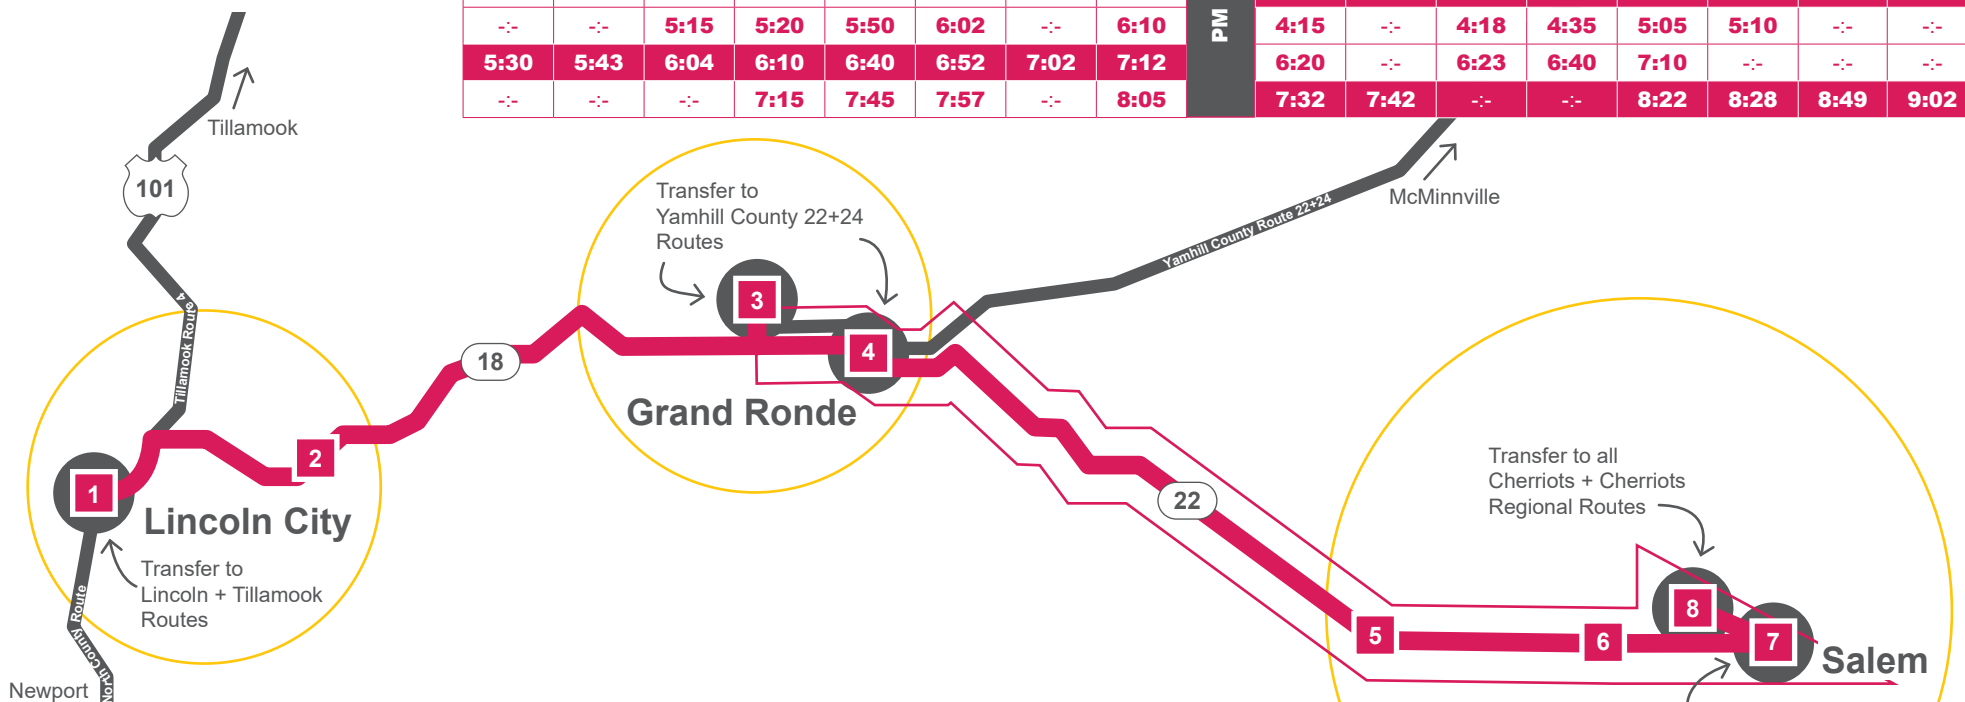 -:- -:- 5:15 5:20 5:50 6:02 -:- 6:10 PM 4:15 -:- 4:18 4:35 5:05 5:10 -:- -:-
5:30 5:43 6:04 6:10 6:40 6:52 7:02 7:12 6:20 -:- 6:23 6:40 7:10 -:- -:- -:-
-:- -:- -:- 7:15 7:45 7:57 -:- 8:05 7:32 7:42 -:- -:- 8:22 8:28 8:49 9:02
Tillamook
101
Transfer to
Yamhill County 22+24
Routes
McMinnville
Yamhill County Route 22+24
Tillamook Route 4
3
4
18
Grand Ronde
2
1
Lincoln City
Transfer to
Lincoln + Tillamook
Routes
North County Route
Newport
22
Transfer to all
Cherriots + Cherriots
Regional Routes
5
6
8
7
Salem